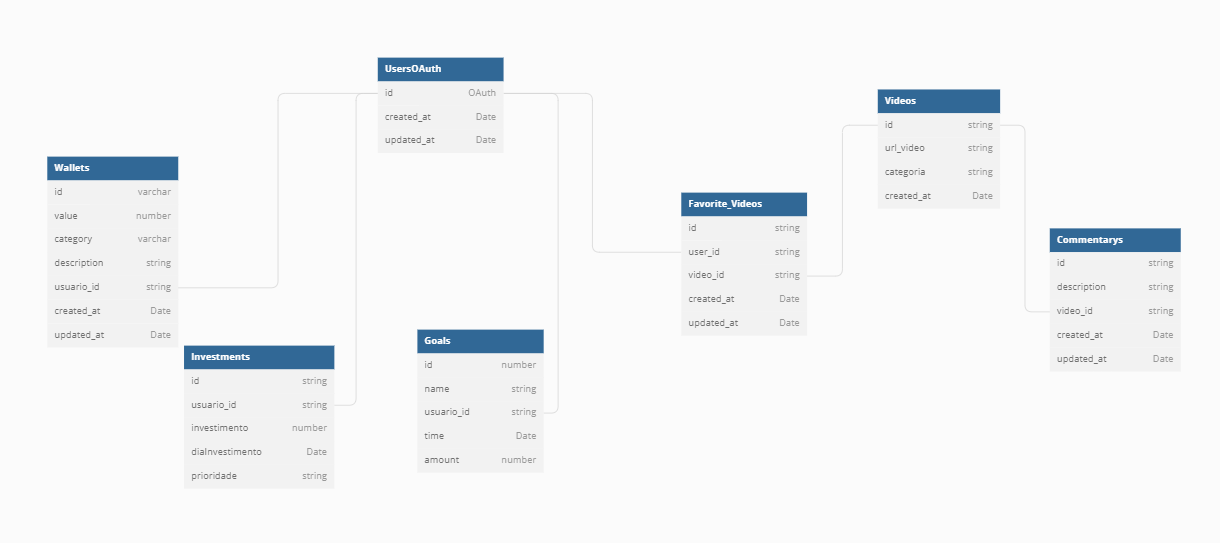 UsersOAuth
id OAuth
created_at Date
updated_at Date
Videos
id string
url_video string
categoria string
created_at Date
Wallets
id varchar
value number
category varchar
description string
usuario_id string
created_at Date
updated_at Date
Favorite_Videos
id string
user_id string
video_id string
created_at Date
updated_at Date
Commentarys
id string
description string
video_id string
created_at Date
updated_at Date
Investments
id string
usuario_id string
investimento number
diaInvestimento Date
prioridade string
Goals
id number
name string
usuario_id string
time Date
amount number